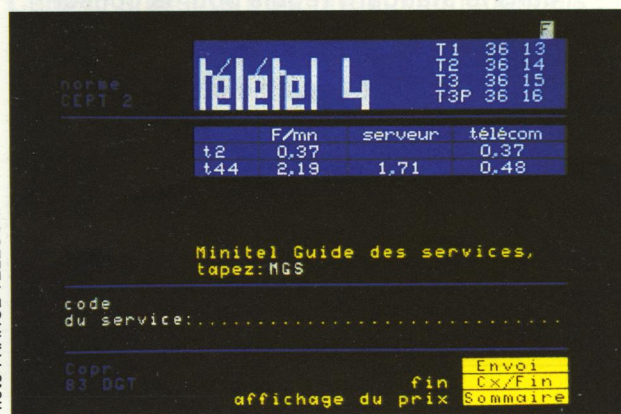 F
télétel 4
T1 36 13
T2 36 14
T3 36 15
T3P 36 16
norme
CEPT 2
F/mn serveur télécom
t2 0,37 0,37
t44 2,19 1,71 0,48
Minitel Guide des services,
tapez:MGS
code
du service:................................
Copr.
83 DGT
Envoi
fin Cx/Fin
affichage du prix Sommaire